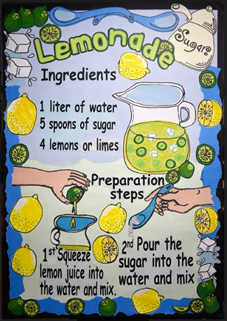 Lemonade
Sugar
Ingredients
1 liter of water
5 spoons of sugar
4 lemons or limes
Preparation
steps
1st Squeeze
lemon juice into
the water and mix.
2nd Pour the
sugar into the
water and mix